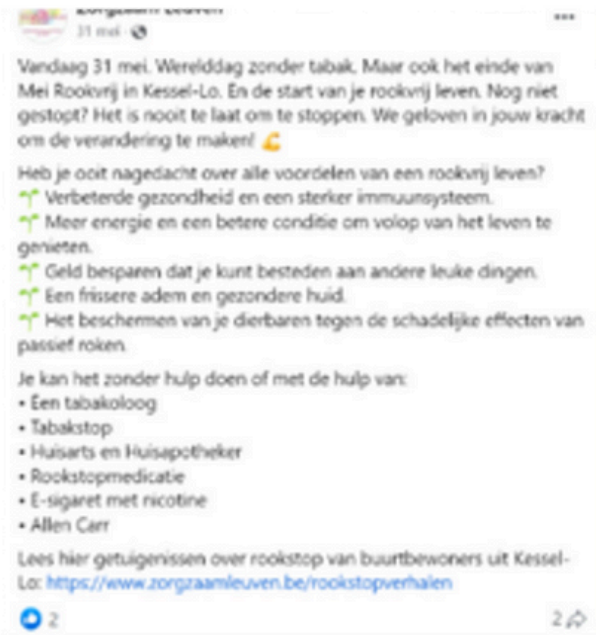 Zorgzaam Leuven
31 mei
Vandaag 31 mei. Werelddag zonder tabak. Maar ook het einde van
Mei Rookvrij in Kessel-Lo. En de start van je rookvrij leven. Nog niet
gestopt? Het is nooit te laat om te stoppen. We geloven in jouw kracht
om de verandering te maken! 💪
Heb je ooit nagedacht over alle voordelen van een rookvrij leven?
🌱 Verbeterde gezondheid en een sterker immuunsysteem.
🌱 Meer energie en een betere conditie om volop van het leven te
genieten.
🌱 Geld besparen dat je kunt besteden aan andere leuke dingen.
🌱 Een frissere adem en gezondere huid.
🌱 Het beschermen van je dierbaren tegen de schadelijke effecten van
passief roken.
Je kan het zonder hulp doen of met de hulp van:
• Een tabakoloog
• Tabakstop
• Huisarts en Huisapotheker
• Rookstopmedicatie
• E-sigaret met nicotine
• Allen Carr
Lees hier getuigenissen over rookstop van buurtbewoners uit Kessel-
Lo: https://www.zorgzaamleuven.be/rookstopverhalen
2
2